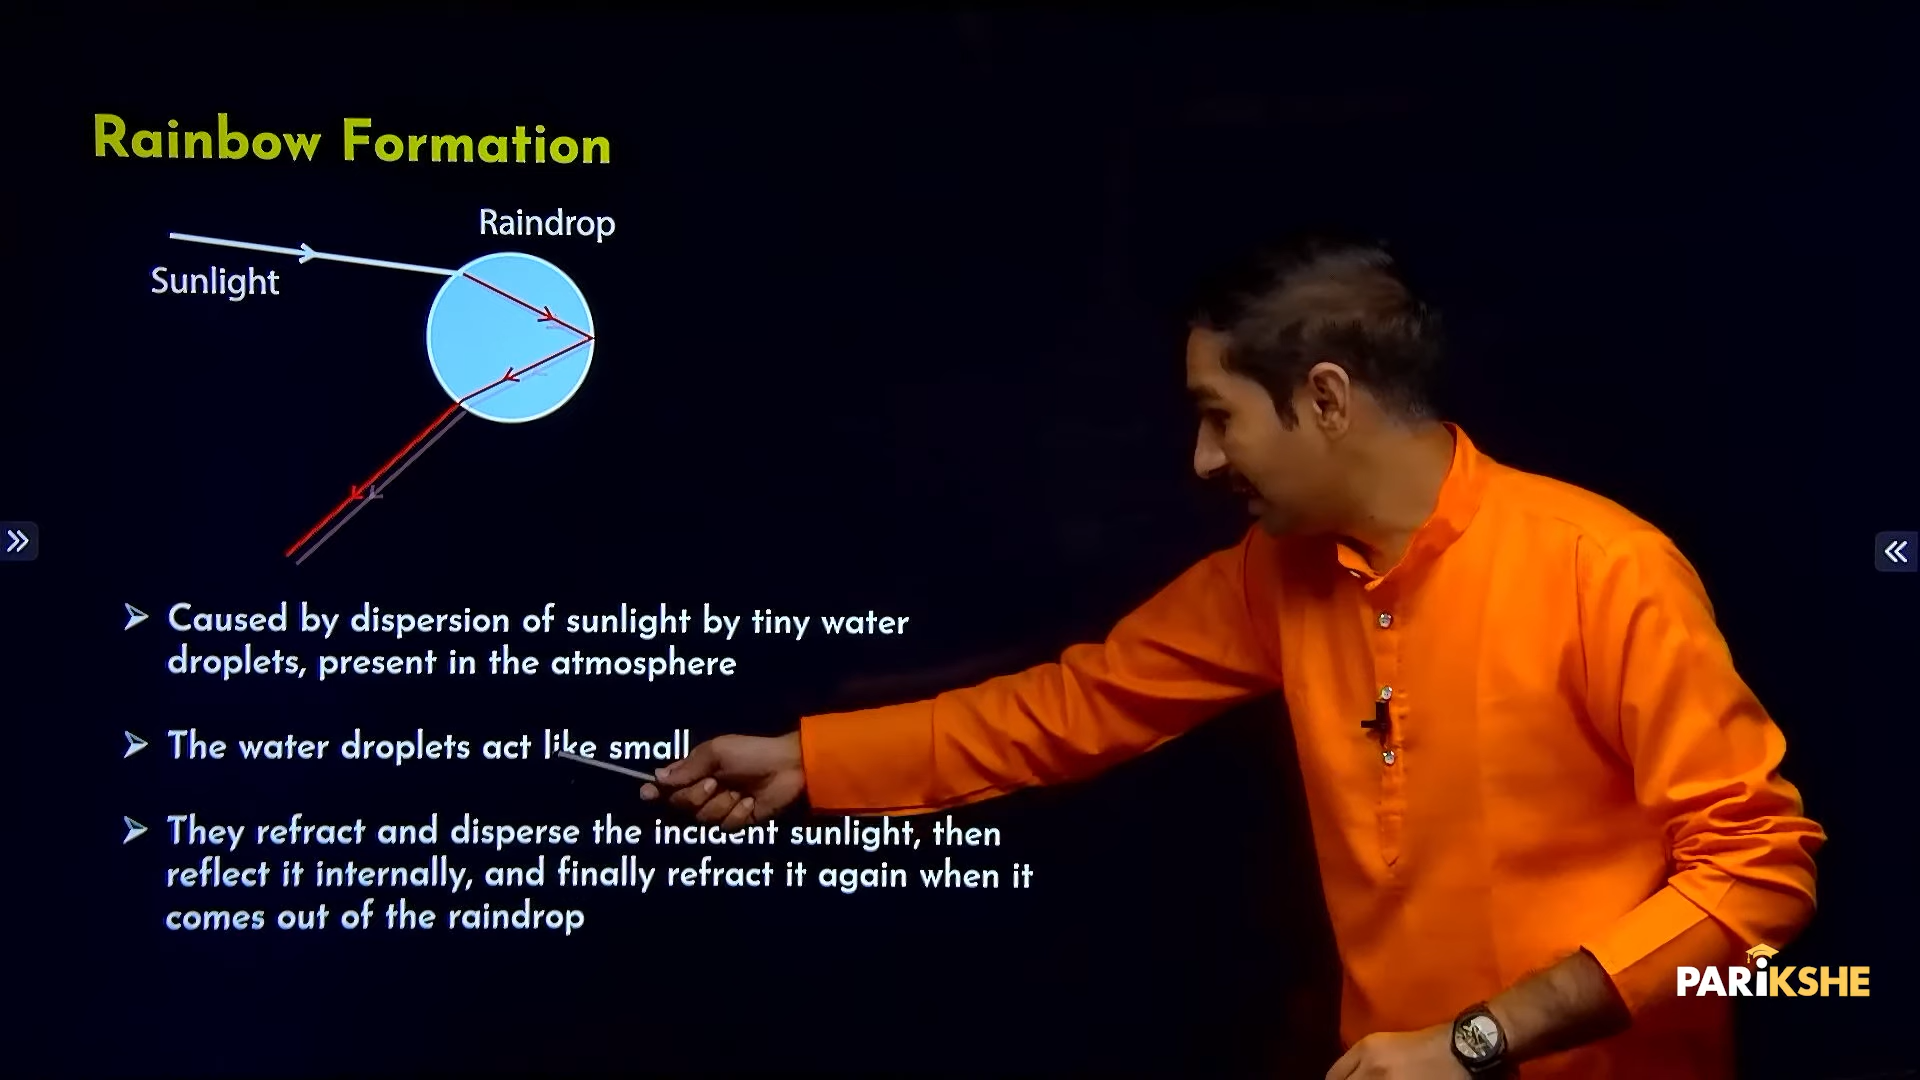 Rainbow Formation
Raindrop
Sunlight
Caused by dispersion of sunlight by tiny water
droplets, present in the atmosphere
The water droplets act like small
They refract and disperse the incident sunlight, then
reflect it internally, and finally refract it again when it
comes out of the raindrop
PARiKSHE